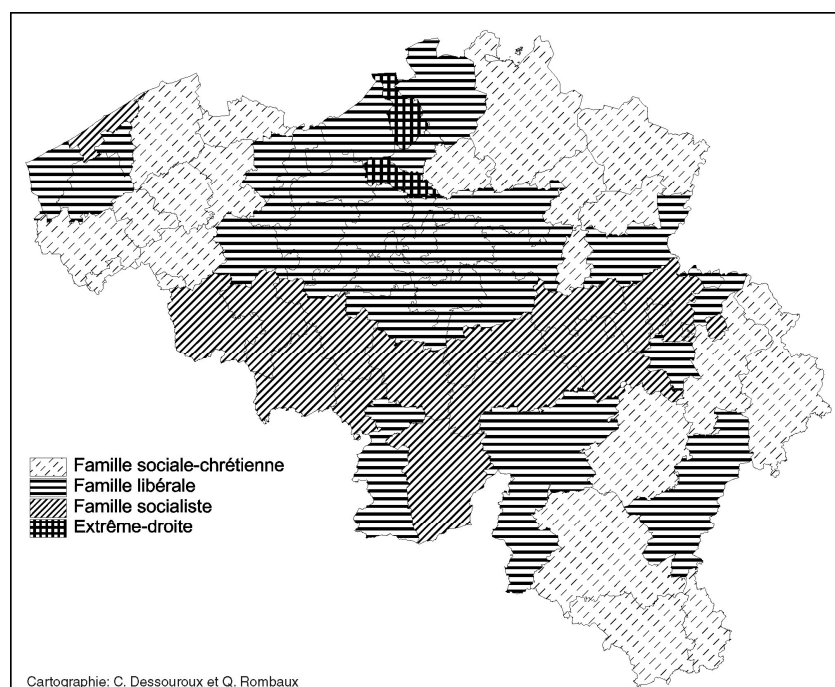 Famille sociale-chrétienne
Famille libérale
Famille socialiste
Extrême-droite
Cartographie: C. Dessouroux et Q. Rombaux